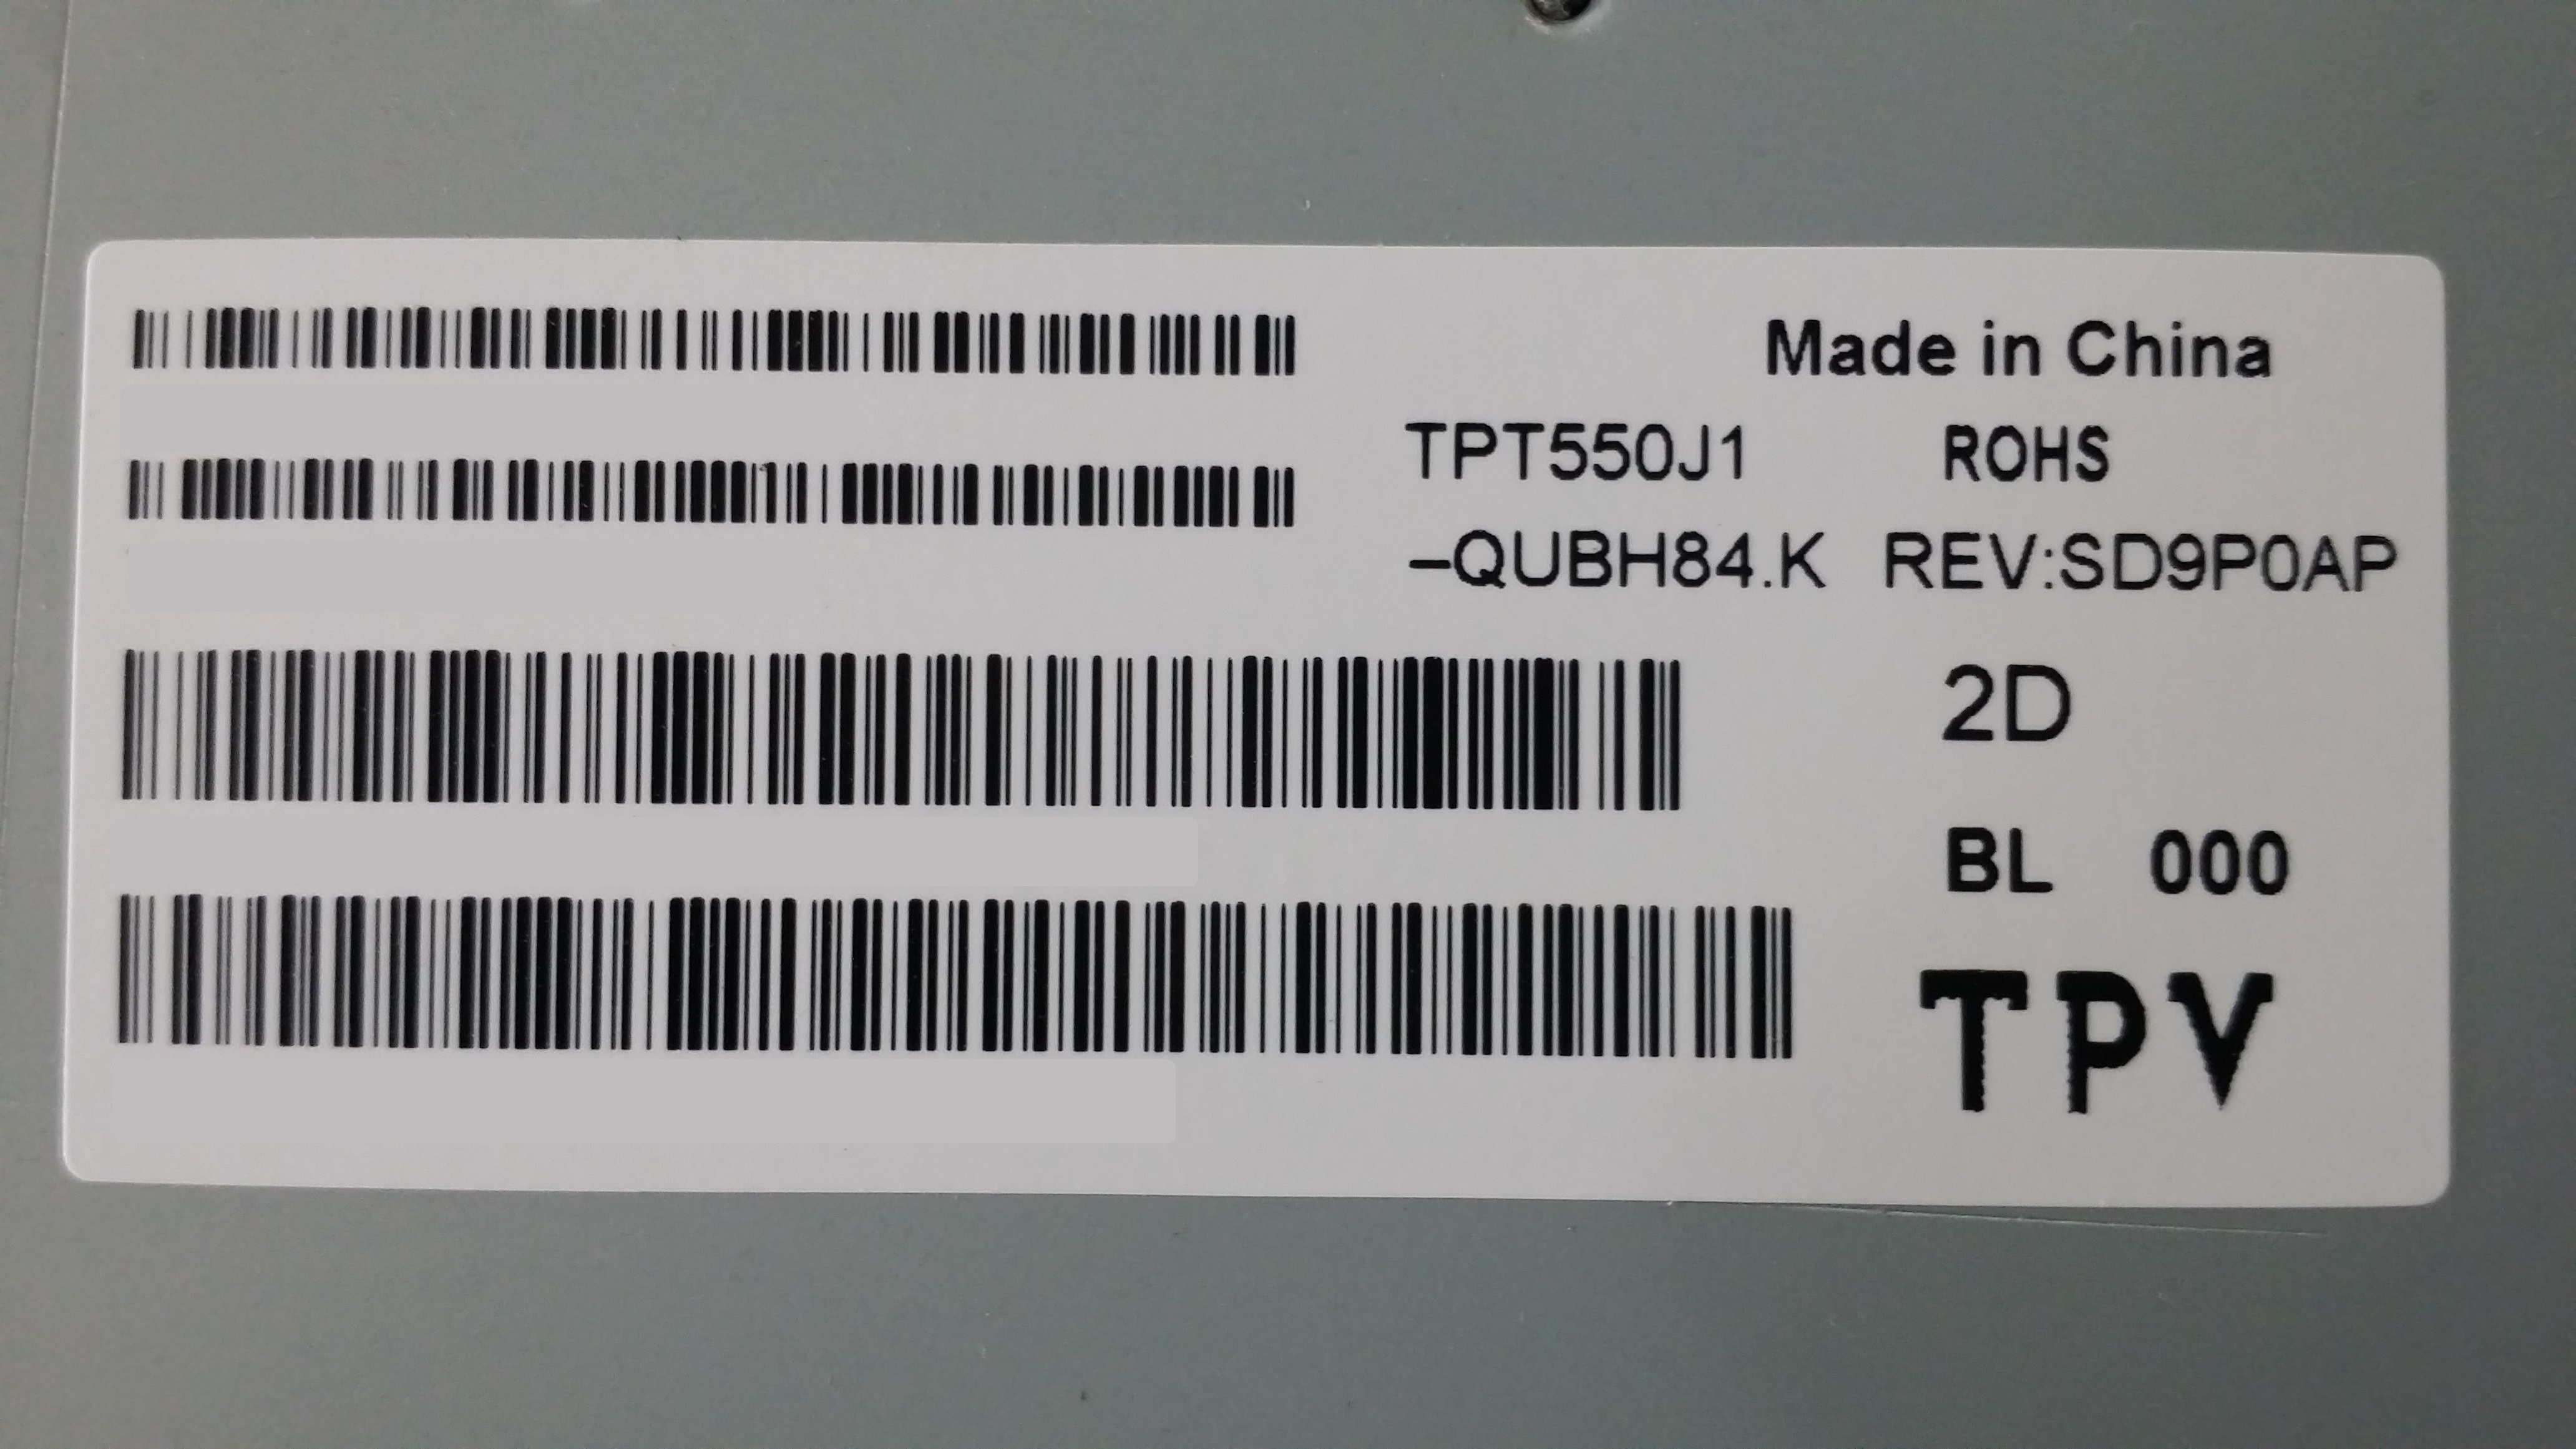 Made in China
TPT550J1 ROHS
–QUBH84.K REV:SD9P0AP
2D
BL 000
TPV